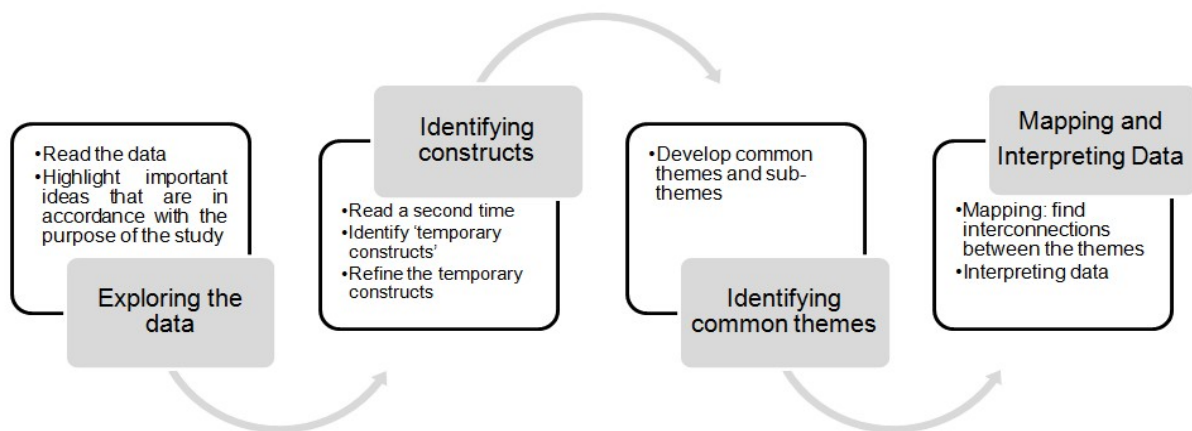 •Read the data
•Highlight important
ideas that are in
accordance with the
purpose of the study
Exploring the
data
Identifying
constructs
•Read a second time
•Identify ‘temporary
constructs’
•Refine the temporary
constructs
•Develop common
themes and sub-
themes
Identifying
common themes
Mapping and
Interpreting Data
•Mapping: find
interconnections
between the themes
•Interpreting data